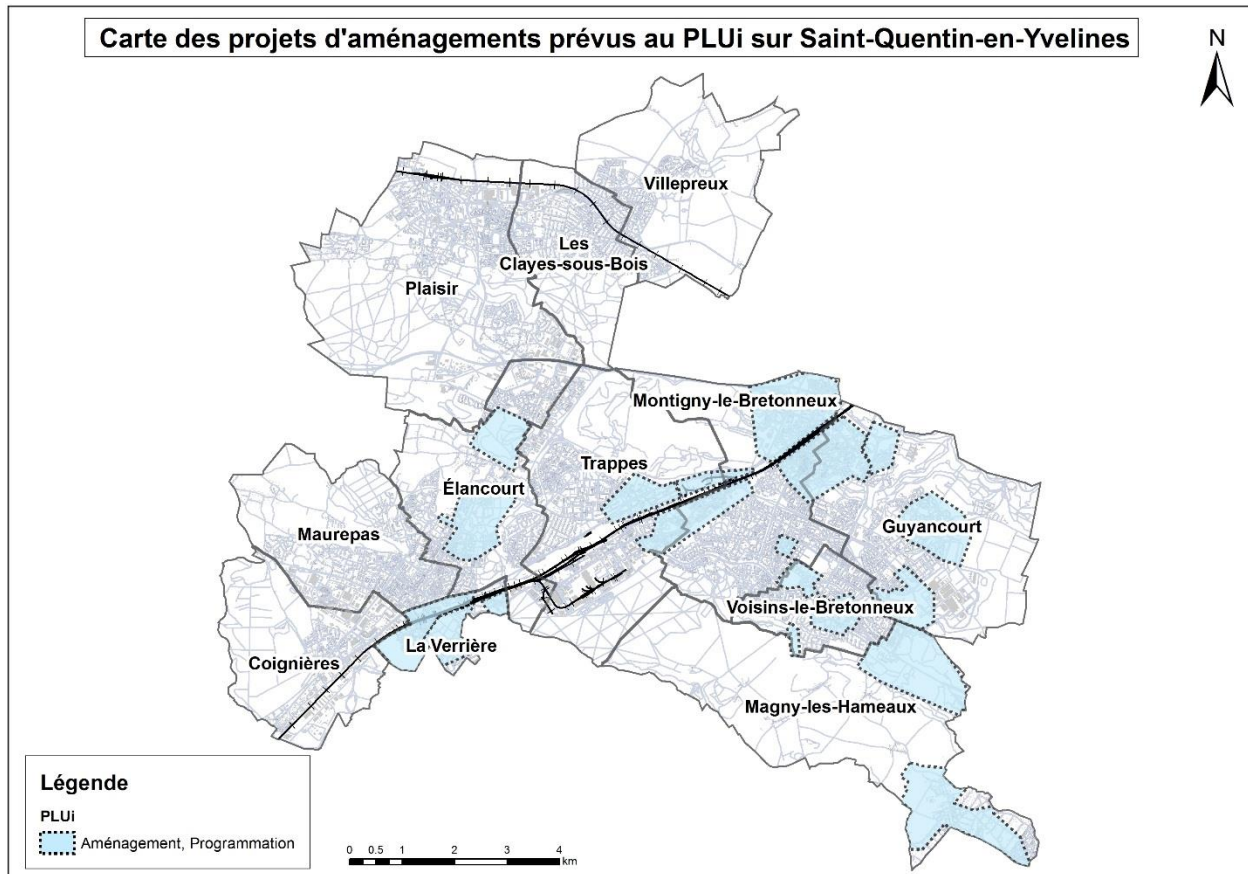 Carte des projets d'aménagements prévus au PLUi sur Saint-Quentin-en-Yvelines
N
Villepreux
Les
Clayes-sous-Bois
Plaisir
Montigny-le-Bretonneux
Trappes
Élancourt
Guyancourt
Maurepas
Voisins-le-Bretonneux
La Verrière
Coignières
Magny-les-Hameaux
Légende
PLUi
Aménagement, Programmation
0 0.5 1 2 3 4
km